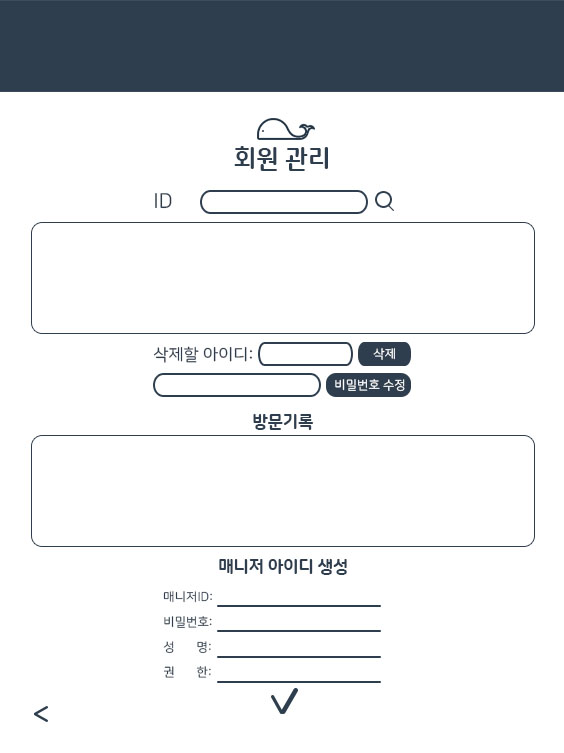 회원 관리
ID
삭제할 아이디: 삭제
비밀번호 수정
방문기록
매니저 아이디 생성
매니저ID:
비밀번호:
성 명:
권 한: